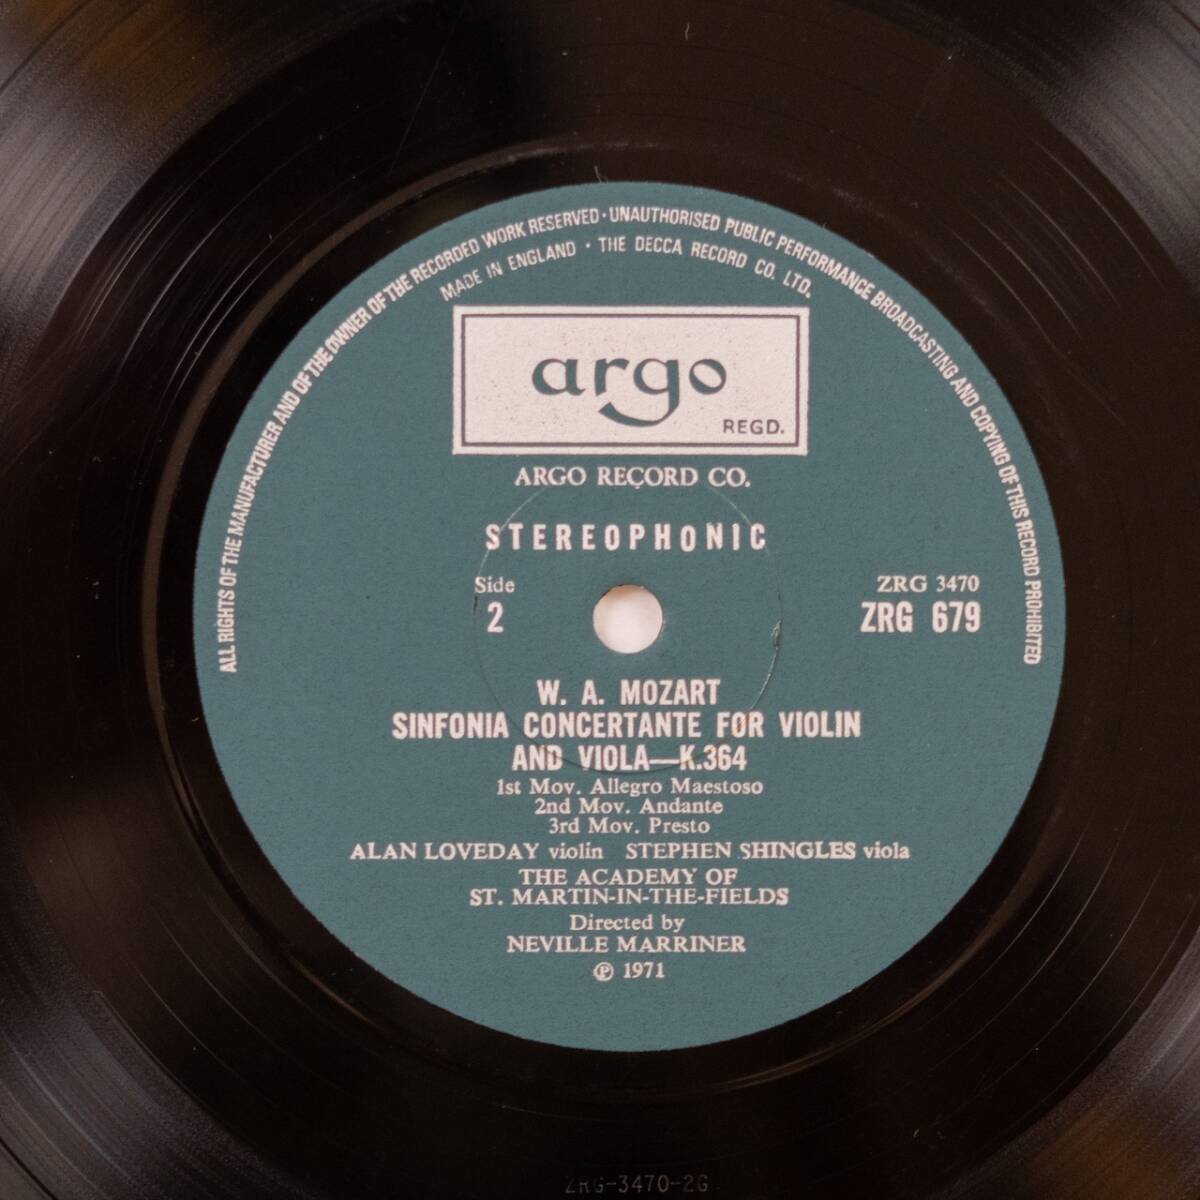 ALL RIGHTS OF THE MANUFACTURER AND OF THE OWNER OF THE RECORDED WORK RESERVED · UNAUTHORISED PUBLIC PERFORMANCE BROADCASTING AND COPYING OF THIS RECORD PROHIBITED
MADE IN ENGLAND · THE DECCA RECORD CO. LTD.
argo
REGD.
ARGO RECORD CO.
STEREOPHONIC
Side
2
ZRG 3470
ZRG 679
W. A. MOZART
SINFONIA CONCERTANTE FOR VIOLIN
AND VIOLA—K.364
1st Mov. Allegro Maestoso
2nd Mov. Andante
3rd Mov. Presto
ALAN LOVEDAY violin STEPHEN SHINGLES viola
THE ACADEMY OF
ST. MARTIN-IN-THE-FIELDS
Directed by
NEVILLE MARRINER
℗ 1971
ZRG-3470-2G